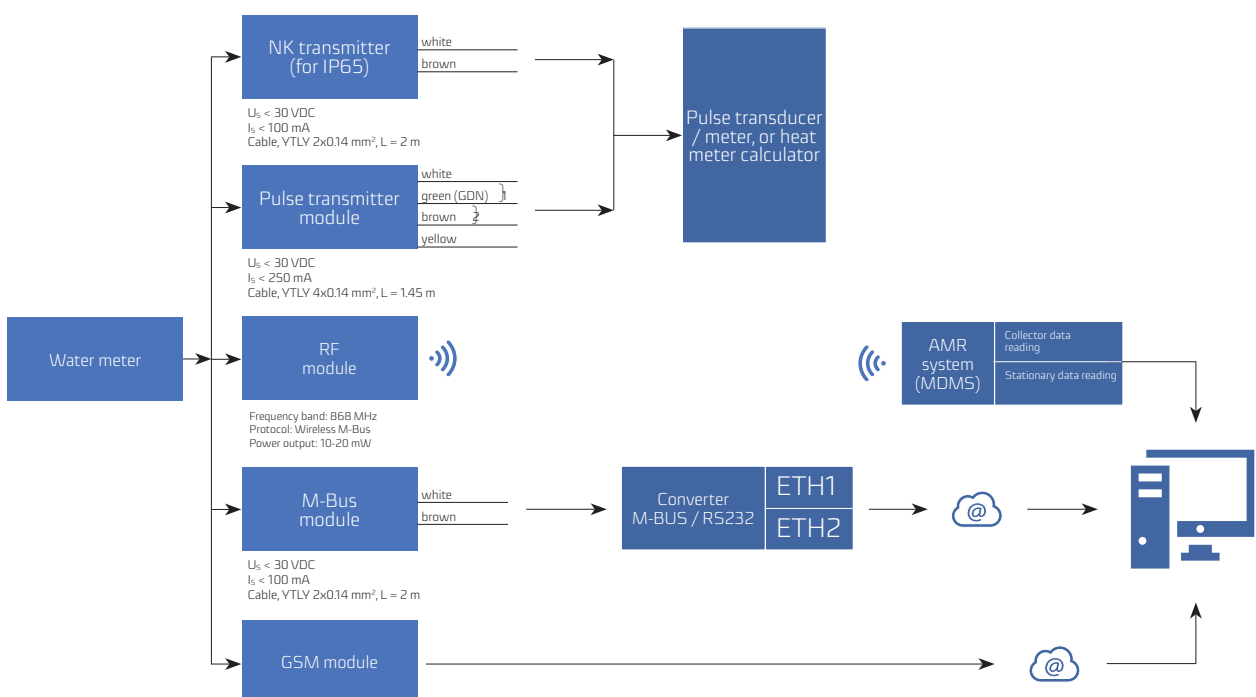 NK transmitter
(for IP65)
white
brown
Uₛ < 30 VDC
Iₛ < 100 mA
Cable, YTLY 2x0.14 mm², L = 2 m
Pulse transducer
/ meter, or heat
meter calculator
Pulse transmitter
module
white
green (GDN) 1
brown 2
yellow
Uₛ < 30 VDC
Iₛ < 250 mA
Cable, YTLY 4x0.14 mm², L = 1.45 m
Water meter
RF
module
Frequency band: 868 MHz
Protocol: Wireless M-Bus
Power output: 10-20 mW
AMR
system
(MDMS)
Collector data
reading
Stationary data reading
M-Bus
module
white
brown
Uₛ < 30 VDC
Iₛ < 100 mA
Cable, YTLY 2x0.14 mm², L = 2 m
Converter
M-BUS / RS232
ETH1
ETH2
@
GSM module
@